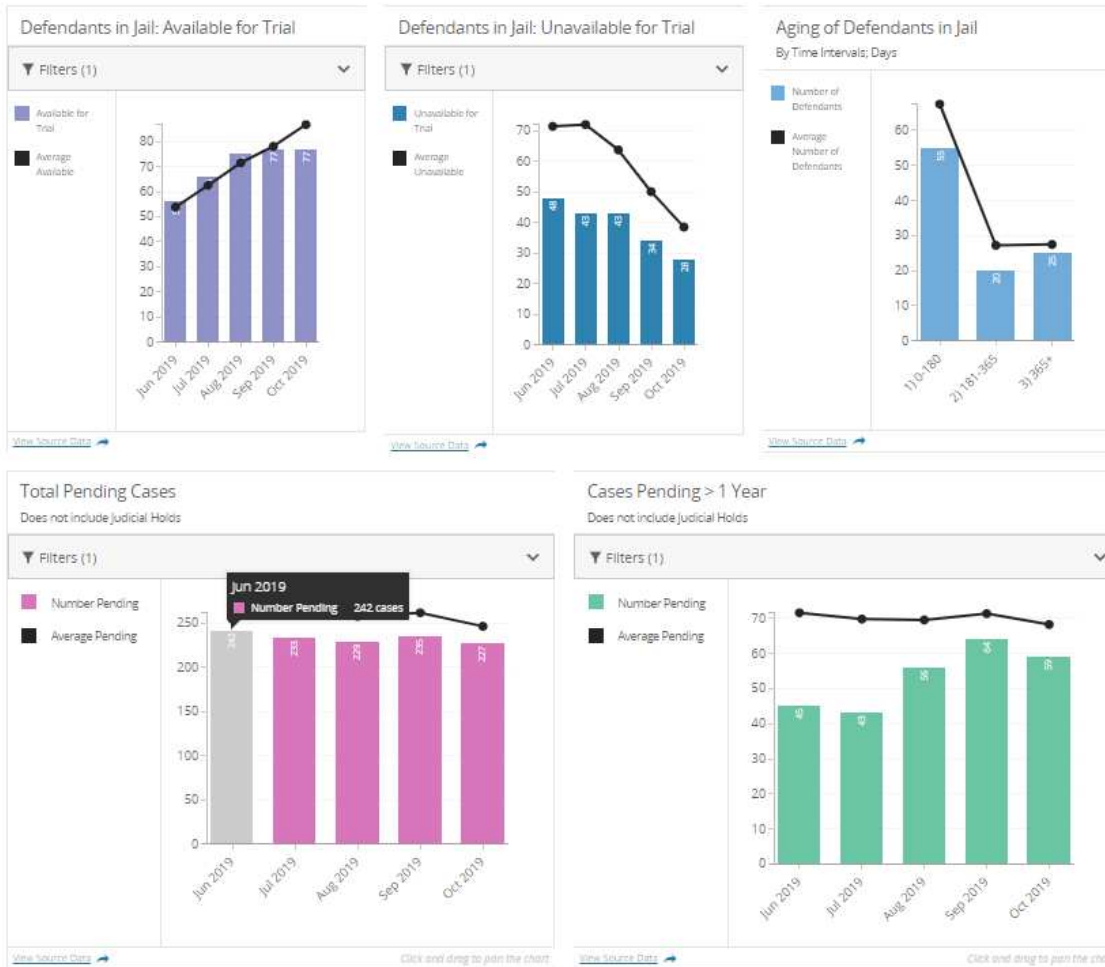 Defendants in Jail: Available for Trial
Filters (1)
Available for
Trial
Average
Available
80
70
60
50
40
30
20
10
0
77
77
Jun 2019
Jul 2019
Aug 2019
Sep 2019
Oct 2019
View Source Data
Defendants in Jail: Unavailable for Trial
Filters (1)
Unavailable for
Trial
Average
Unavailable
70
60
50
40
30
20
10
0
48
43
43
34
28
Jun 2019
Jul 2019
Aug 2019
Sep 2019
Oct 2019
View Source Data
Aging of Defendants in Jail
By Time Intervals; Days
Number of
Defendants
Average
Number of
Defendants
60
50
40
30
20
10
0
55
20
25
1) 0-180
2) 181-365
3) 365+
View Source Data
Total Pending Cases
Does not include Judicial Holds
Filters (1)
Number Pending
Average Pending
Jun 2019
Number Pending 242 cases
250
200
150
100
50
0
242
233
229
235
227
Jun 2019
Jul 2019
Aug 2019
Sep 2019
Oct 2019
View Source Data
Click and drag to pan the chart
Cases Pending > 1 Year
Does not include Judicial Holds
Filters (1)
Number Pending
Average Pending
70
60
50
40
30
20
10
0
45
43
56
64
59
Jun 2019
Jul 2019
Aug 2019
Sep 2019
Oct 2019
View Source Data
Click and drag to pan the